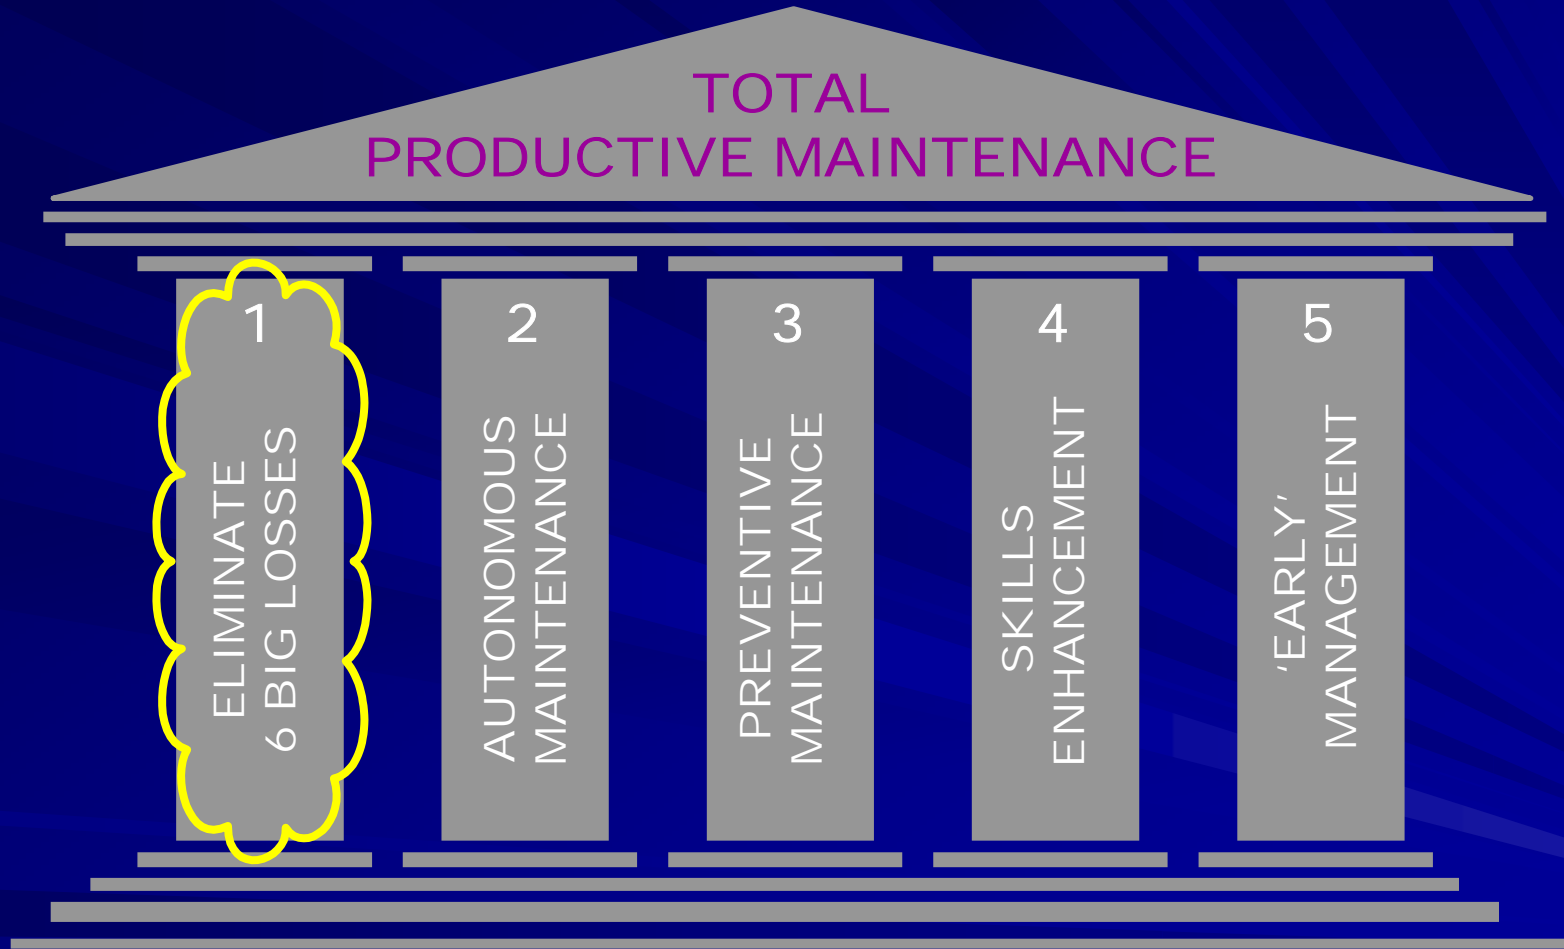 TOTAL
PRODUCTIVE MAINTENANCE
1
ELIMINATE
6 BIG LOSSES
2
AUTONOMOUS
MAINTENANCE
3
PREVENTIVE
MAINTENANCE
4
SKILLS
ENHANCEMENT
5
‘EARLY’
MANAGEMENT